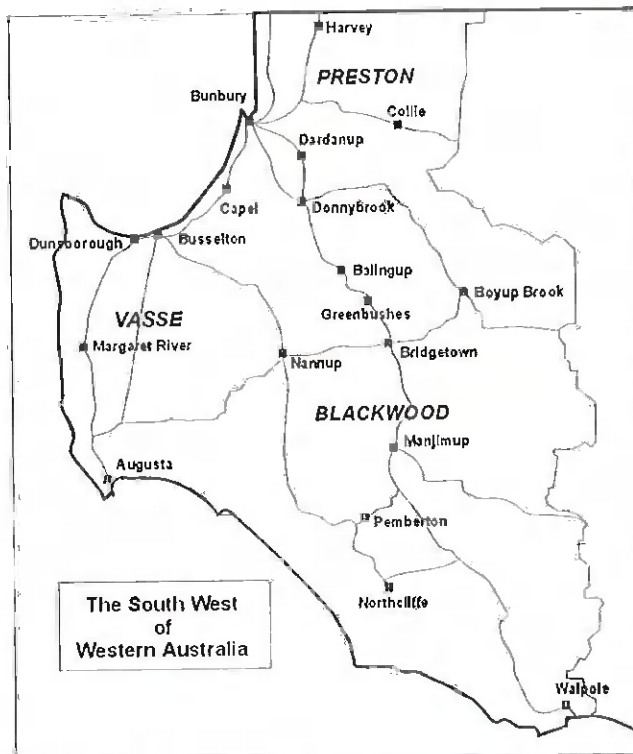 Harvey
PRESTON
Bunbury
Collie
Dardanup
Capel
Donnybrook
Dunsborough
Busselton
Balingup
Boyup Brook
Greenbushes
VASSE
Margaret River
Bridgetown
Nannup
BLACKWOOD
Manjimup
Augusta
Pemberton
Northcliffe
The South West
of
Western Australia
Walpole